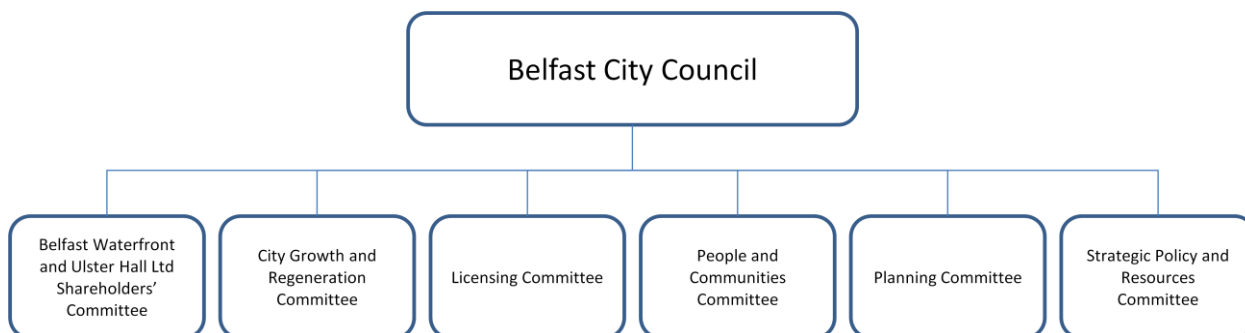 Belfast City Council
Belfast Waterfront
and Ulster Hall Ltd
Shareholders’
Committee
City Growth and
Regeneration
Committee
Licensing Committee
People and
Communities
Committee
Planning Committee
Strategic Policy and
Resources
Committee